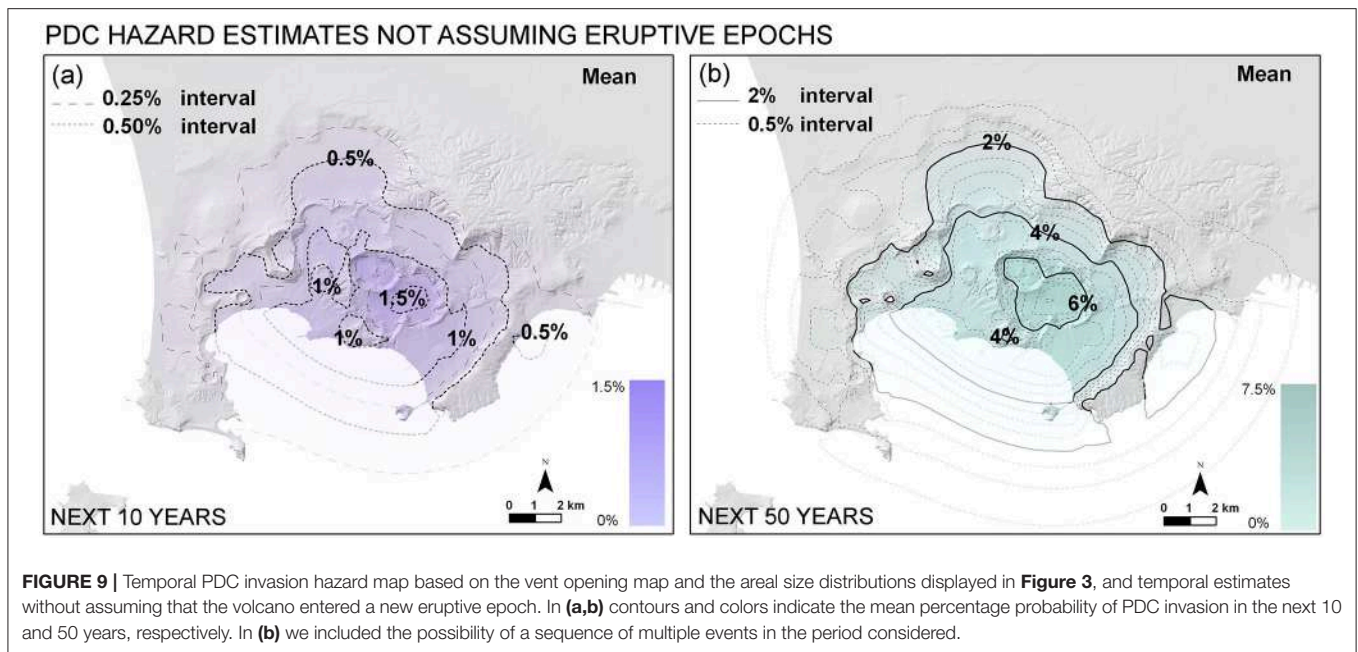 PDC HAZARD ESTIMATES NOT ASSUMING ERUPTIVE EPOCHS
(a)
Mean
0.25% interval
0.50% interval
0.5%
1%
1.5%
1%
1%
0.5%
1.5%
0%
N
0 1 2 km
NEXT 10 YEARS
(b)
Mean
2% interval
0.5% interval
2%
4%
6%
4%
7.5%
0%
N
0 1 2 km
NEXT 50 YEARS
FIGURE 9 | Temporal PDC invasion hazard map based on the vent opening map and the areal size distributions displayed in Figure 3, and temporal estimates
without assuming that the volcano entered a new eruptive epoch. In (a,b) contours and colors indicate the mean percentage probability of PDC invasion in the next 10
and 50 years, respectively. In (b) we included the possibility of a sequence of multiple events in the period considered.